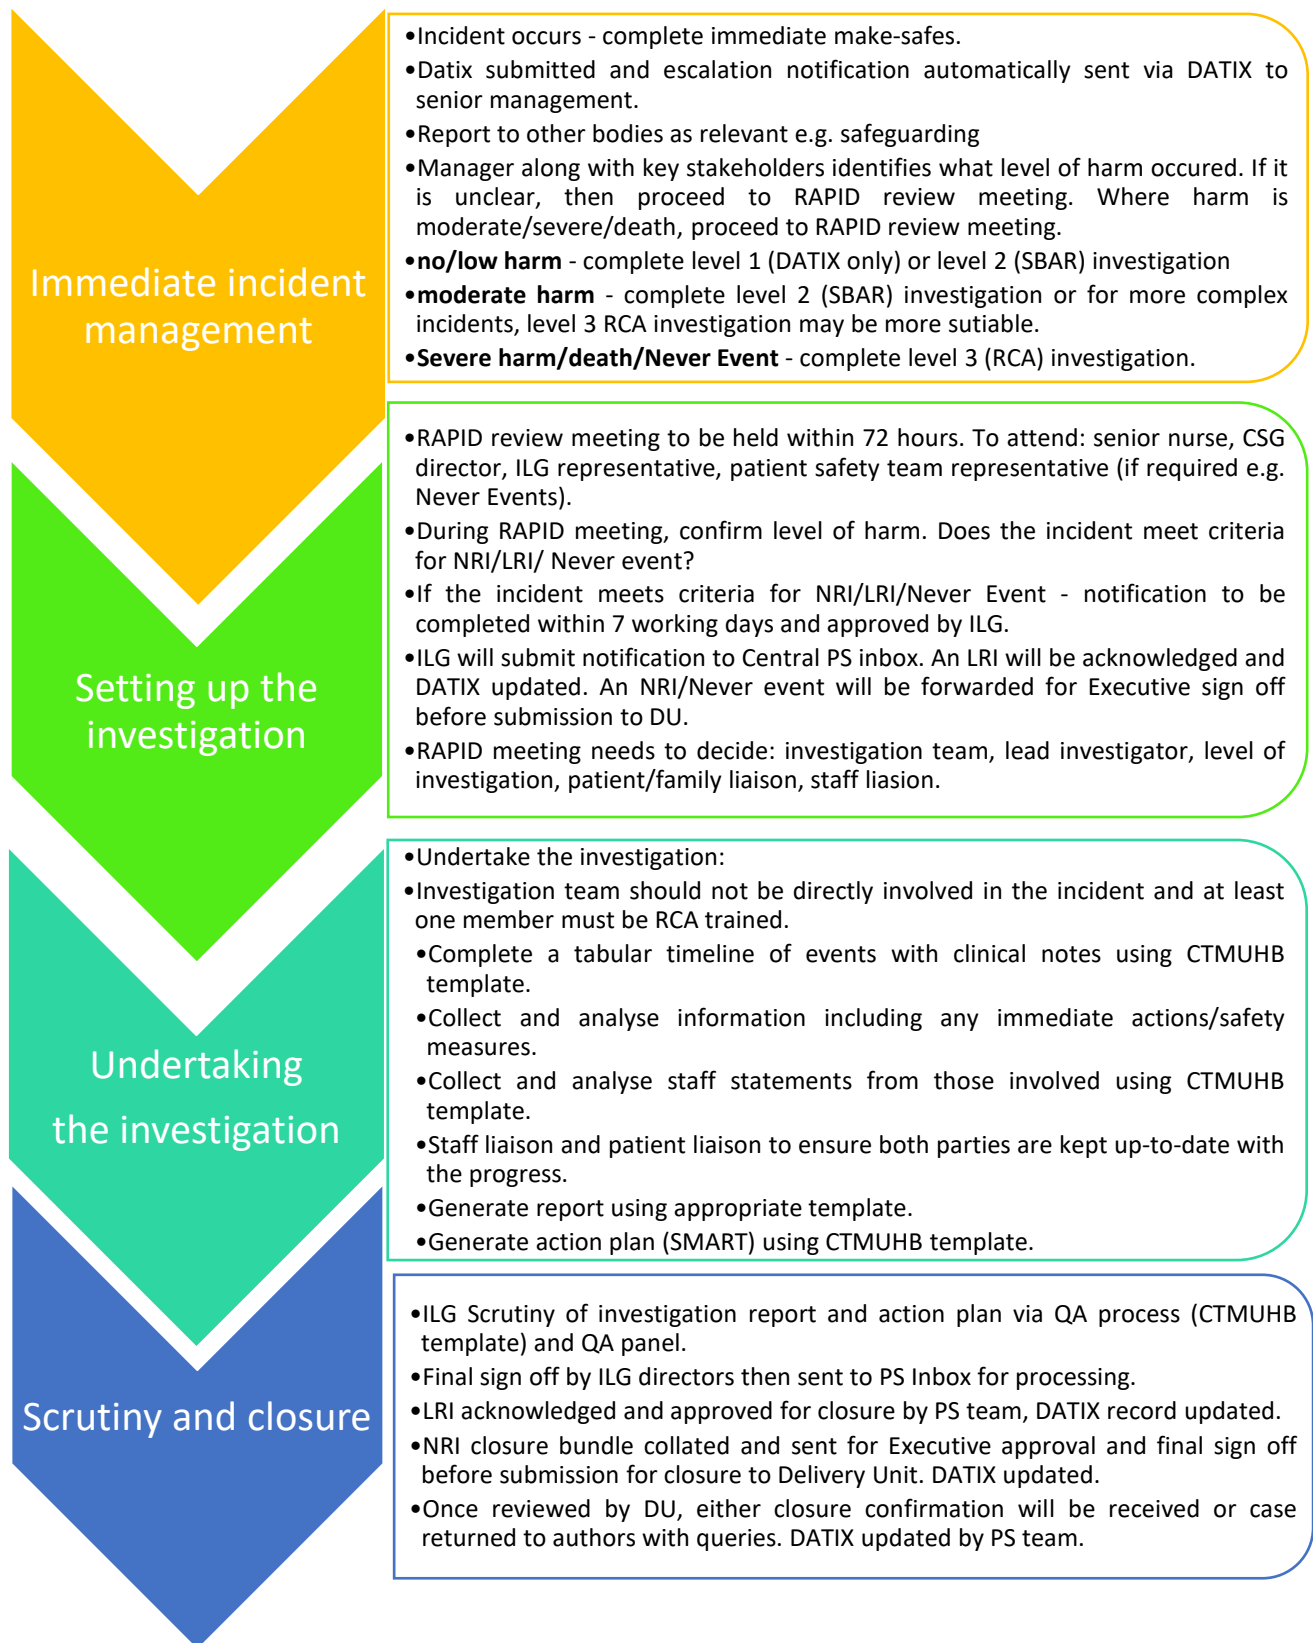 Immediate incident
management
•Incident occurs - complete immediate make-safes.
•Datix submitted and escalation notification automatically sent via DATIX to
senior management.
•Report to other bodies as relevant e.g. safeguarding
•Manager along with key stakeholders identifies what level of harm occured. If it
is unclear, then proceed to RAPID review meeting. Where harm is
moderate/severe/death, proceed to RAPID review meeting.
•no/low harm - complete level 1 (DATIX only) or level 2 (SBAR) investigation
•moderate harm - complete level 2 (SBAR) investigation or for more complex
incidents, level 3 RCA investigation may be more sutiable.
•Severe harm/death/Never Event - complete level 3 (RCA) investigation.
Setting up the
investigation
•RAPID review meeting to be held within 72 hours. To attend: senior nurse, CSG
director, ILG representative, patient safety team representative (if required e.g.
Never Events).
•During RAPID meeting, confirm level of harm. Does the incident meet criteria
for NRI/LRI/ Never event?
•If the incident meets criteria for NRI/LRI/Never Event - notification to be
completed within 7 working days and approved by ILG.
•ILG will submit notification to Central PS inbox. An LRI will be acknowledged and
DATIX updated. An NRI/Never event will be forwarded for Executive sign off
before submission to DU.
•RAPID meeting needs to decide: investigation team, lead investigator, level of
investigation, patient/family liaison, staff liasion.
Undertaking
the investigation
•Undertake the investigation:
•Investigation team should not be directly involved in the incident and at least
one member must be RCA trained.
•Complete a tabular timeline of events with clinical notes using CTMUHB
template.
•Collect and analyse information including any immediate actions/safety
measures.
•Collect and analyse staff statements from those involved using CTMUHB
template.
•Staff liaison and patient liaison to ensure both parties are kept up-to-date with
the progress.
•Generate report using appropriate template.
•Generate action plan (SMART) using CTMUHB template.
Scrutiny and closure
•ILG Scrutiny of investigation report and action plan via QA process (CTMUHB
template) and QA panel.
•Final sign off by ILG directors then sent to PS Inbox for processing.
•LRI acknowledged and approved for closure by PS team, DATIX record updated.
•NRI closure bundle collated and sent for Executive approval and final sign off
before submission for closure to Delivery Unit. DATIX updated.
•Once reviewed by DU, either closure confirmation will be received or case
returned to authors with queries. DATIX updated by PS team.